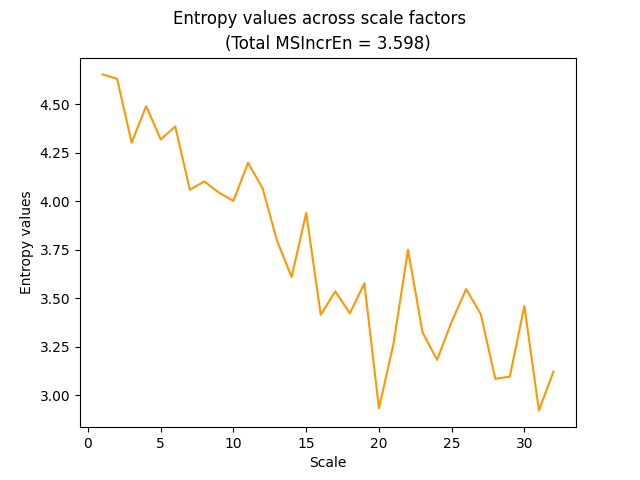 Entropy values across scale factors
(Total MSIncrEn = 3.598)
4.50
4.25
4.00
3.75
3.50
3.25
3.00
Entropy values
0 5 10 15 20 25 30
Scale